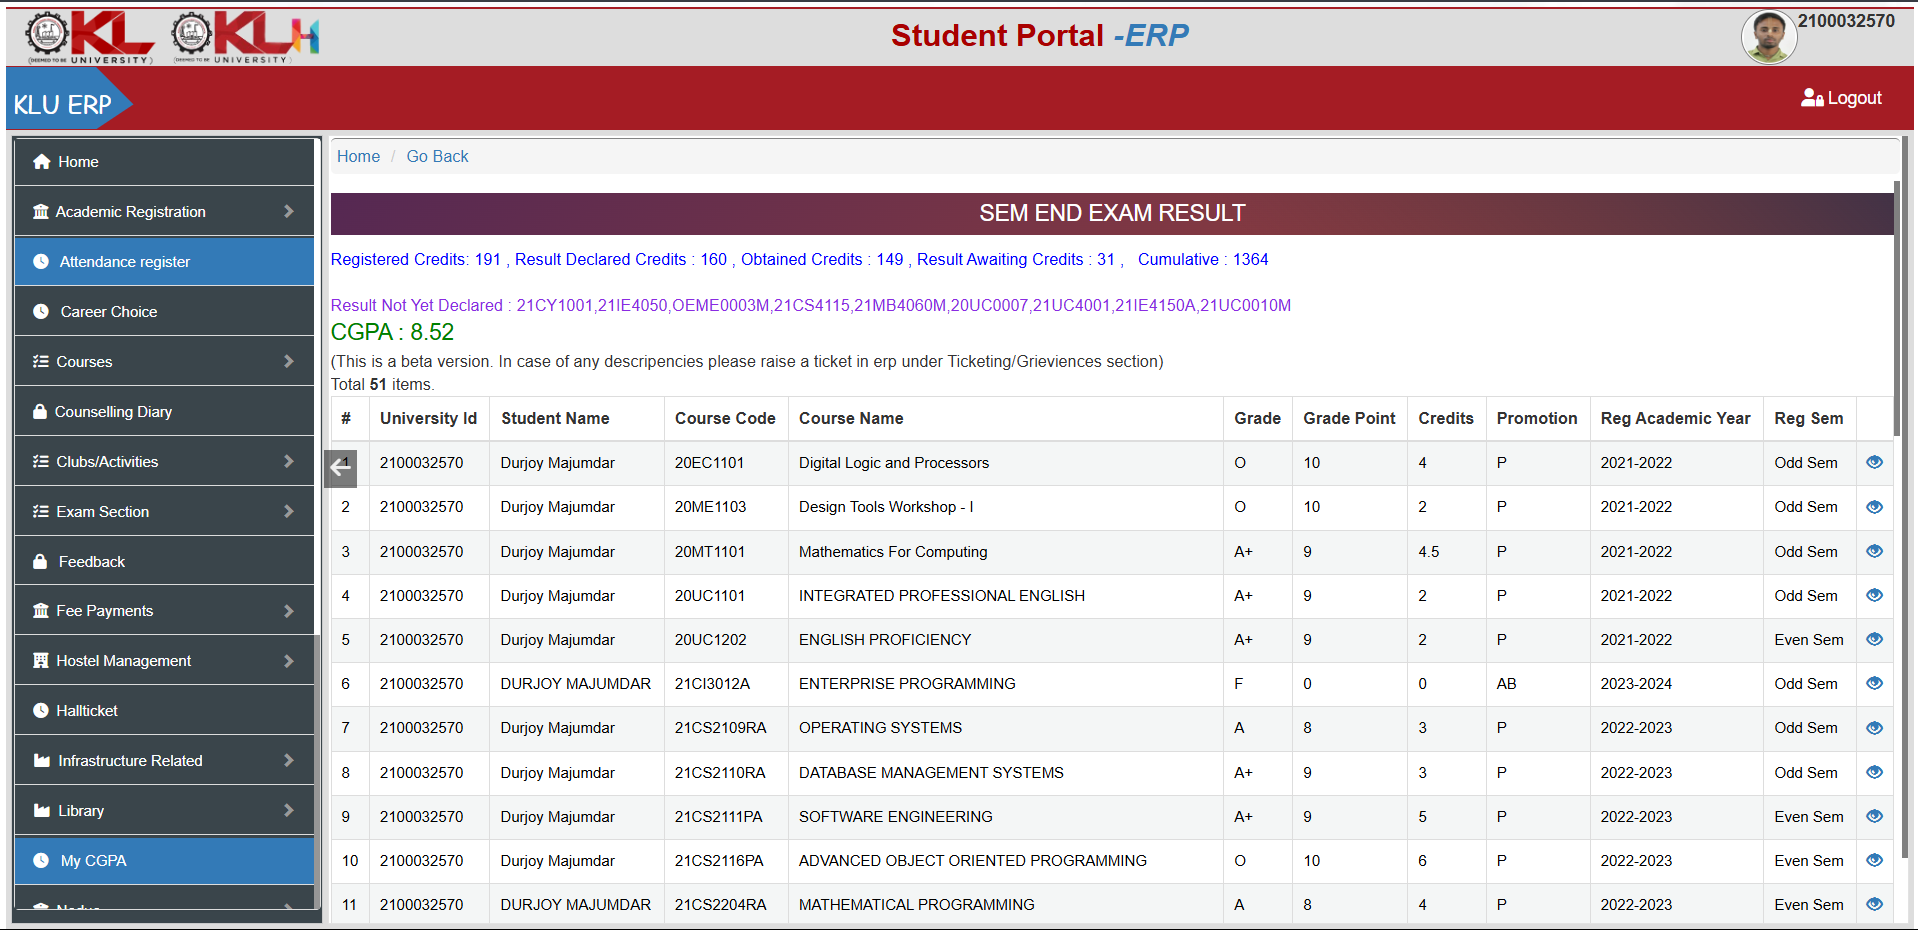 KL
(DEEMED TO BE UNIVERSITY)
KLH
(DEEMED TO BE UNIVERSITY)
Student Portal -ERP
2100032570
KLU ERP
Logout
Home
Academic Registration
Attendance register
Career Choice
Courses
Counselling Diary
Clubs/Activities
Exam Section
Feedback
Fee Payments
Hostel Management
Hallticket
Infrastructure Related
Library
My CGPA
Home / Go Back
SEM END EXAM RESULT
Registered Credits: 191 , Result Declared Credits : 160 , Obtained Credits : 149 , Result Awaiting Credits : 31 , Cumulative : 1364
Result Not Yet Declared : 21CY1001,21IE4050,OEME0003M,21CS4115,21MB4060M,20UC0007,21UC4001,21IE4150A,21UC0010M
CGPA : 8.52
(This is a beta version. In case of any descripencies please raise a ticket in erp under Ticketing/Grieviences section)
Total 51 items.
# University Id Student Name Course Code Course Name Grade Grade Point Credits Promotion Reg Academic Year Reg Sem
1 2100032570 Durjoy Majumdar 20EC1101 Digital Logic and Processors O 10 4 P 2021-2022 Odd Sem
2 2100032570 Durjoy Majumdar 20ME1103 Design Tools Workshop - I O 10 2 P 2021-2022 Odd Sem
3 2100032570 Durjoy Majumdar 20MT1101 Mathematics For Computing A+ 9 4.5 P 2021-2022 Odd Sem
4 2100032570 Durjoy Majumdar 20UC1101 INTEGRATED PROFESSIONAL ENGLISH A+ 9 2 P 2021-2022 Odd Sem
5 2100032570 Durjoy Majumdar 20UC1202 ENGLISH PROFICIENCY A+ 9 2 P 2021-2022 Even Sem
6 2100032570 DURJOY MAJUMDAR 21CI3012A ENTERPRISE PROGRAMMING F 0 0 AB 2023-2024 Odd Sem
7 2100032570 Durjoy Majumdar 21CS2109RA OPERATING SYSTEMS A 8 3 P 2022-2023 Odd Sem
8 2100032570 Durjoy Majumdar 21CS2110RA DATABASE MANAGEMENT SYSTEMS A+ 9 3 P 2022-2023 Odd Sem
9 2100032570 Durjoy Majumdar 21CS2111PA SOFTWARE ENGINEERING A+ 9 5 P 2022-2023 Even Sem
10 2100032570 Durjoy Majumdar 21CS2116PA ADVANCED OBJECT ORIENTED PROGRAMMING O 10 6 P 2022-2023 Even Sem
11 2100032570 DURJOY MAJUMDAR 21CS2204RA MATHEMATICAL PROGRAMMING A 8 4 P 2022-2023 Even Sem